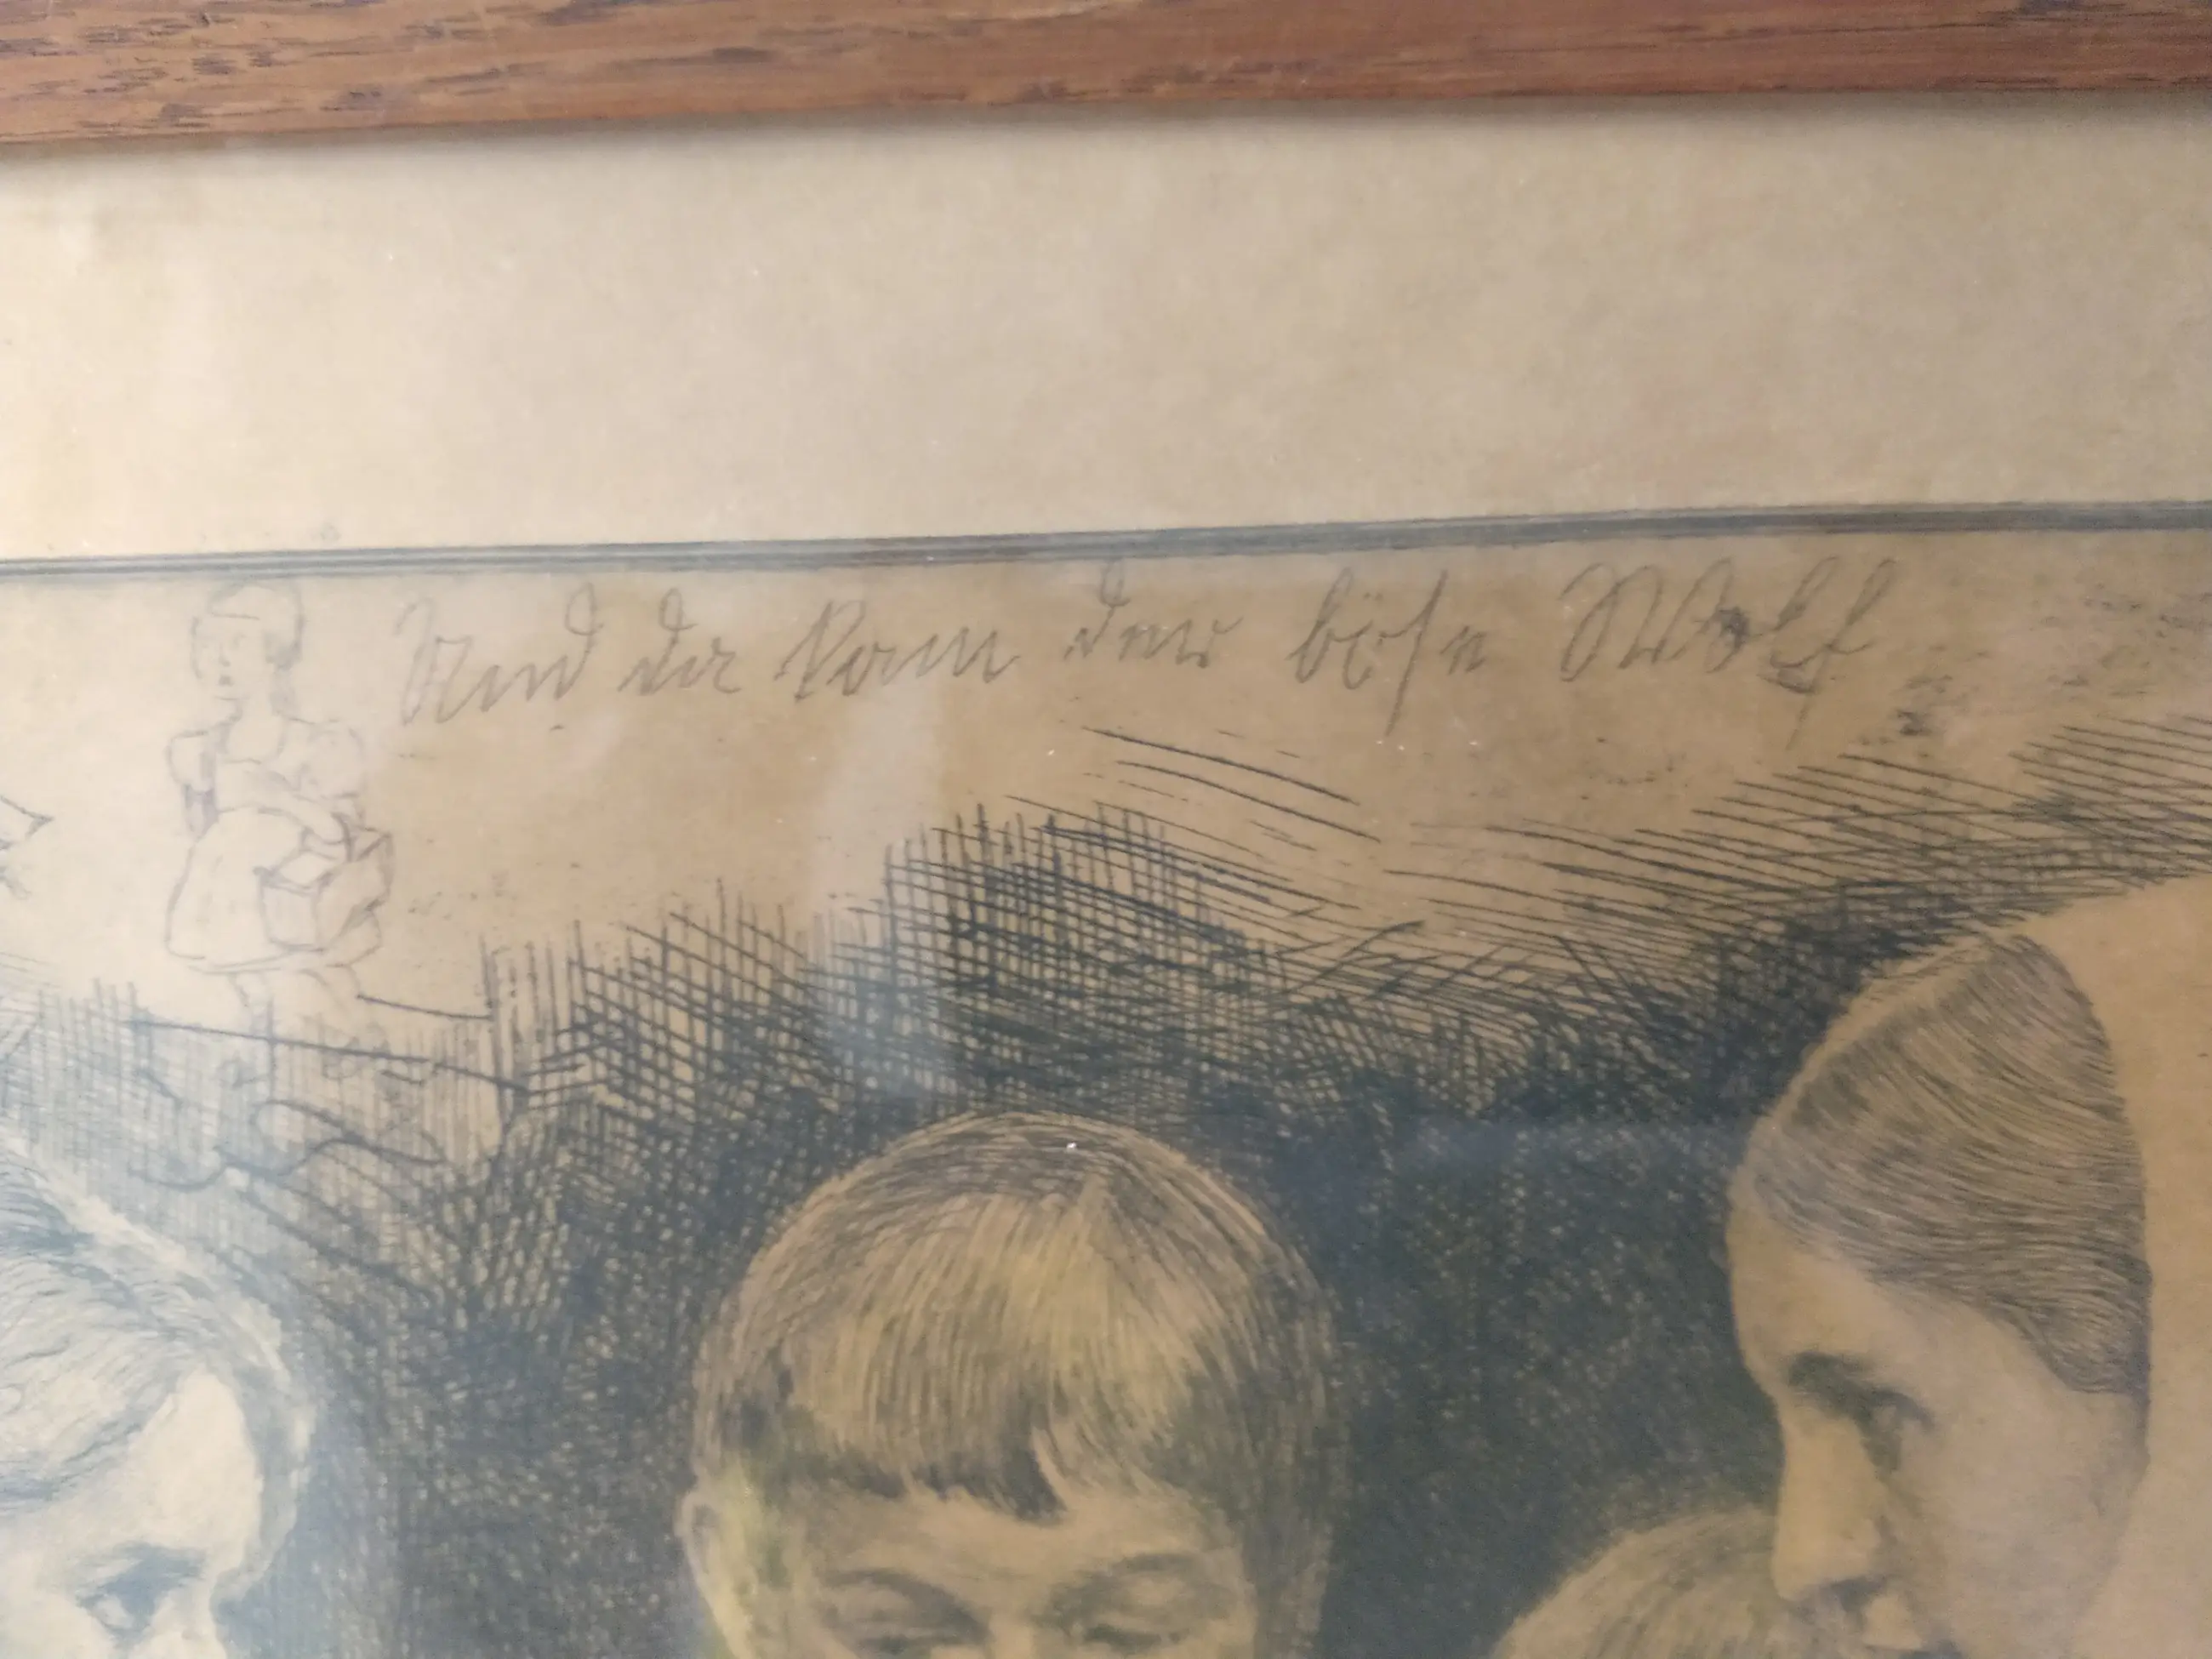 Und da kam der böse Wolf